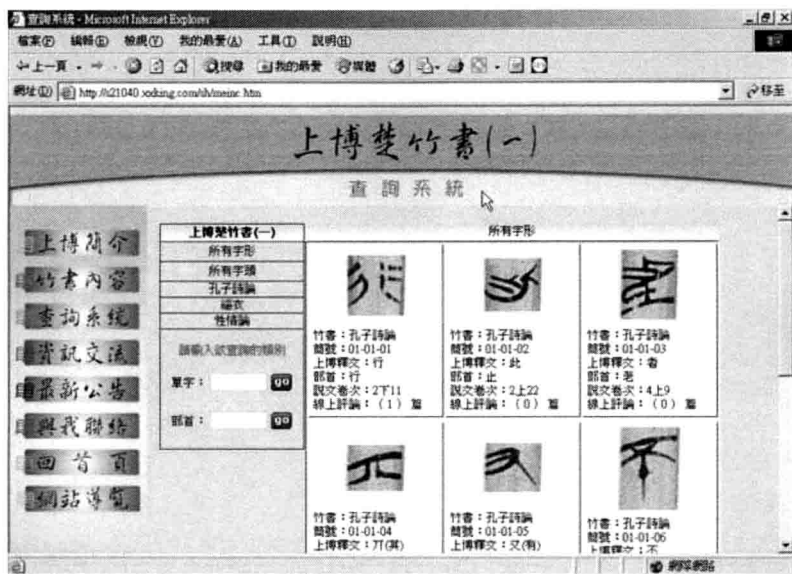 查詢系統 - Microsoft Internet Explorer
檔案(F) 編輯(E) 檢視(V) 我的最愛(A) 工具(T) 說明(H)
上一頁 搜尋 我的最愛 媒體
網址(D) http://s21040.xoxking.com/sh/meinc.htm 移至
上博楚竹書(一)
查詢系統
上博簡介
竹書內容
查詢系統
資訊交流
最新公告
與我聯絡
回首頁
網站導覽
上博楚竹書(一)
所有字形
所有字頭
孔子詩論
緇衣
性情論
請輸入欲查詢的類別
單字： go
部首： go
所有字形
竹書：孔子詩論
簡號：01-01-01
上博釋文：行
部首：行
說文卷次：2下11
線上評論：（1）篇
竹書：孔子詩論
簡號：01-01-02
上博釋文：此
部首：止
說文卷次：2上22
線上評論：（0）篇
竹書：孔子詩論
簡號：01-01-03
上博釋文：者
部首：老
說文卷次：4上9
線上評論：（0）篇
竹書：孔子詩論
簡號：01-01-04
上博釋文：丌(其)
竹書：孔子詩論
簡號：01-01-05
上博釋文：又(有)
竹書：孔子詩論
簡號：01-01-06
上博釋文：不
網際網路